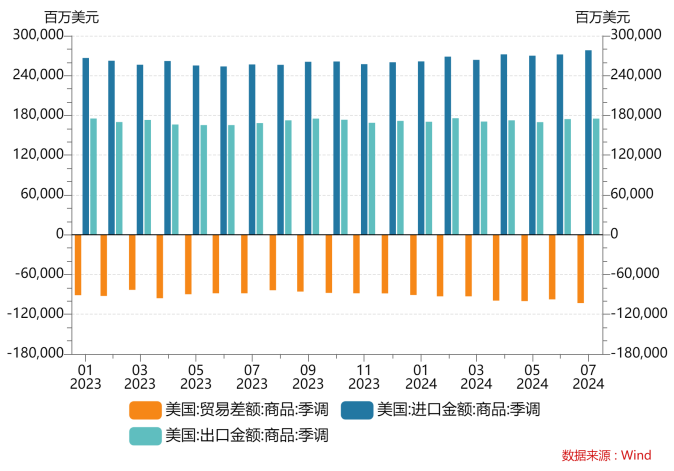 百万美元 百万美元
300,000 300,000
240,000 240,000
180,000 180,000
120,000 120,000
60,000 60,000
0 0
-60,000 -60,000
-120,000 -120,000
-180,000 -180,000
01 03 05 07 09 11 01 03 05 07
2023 2023 2023 2023 2023 2023 2024 2024 2024 2024
美国:贸易差额:商品:季调 美国:进口金额:商品:季调
美国:出口金额:商品:季调
数据来源：Wind